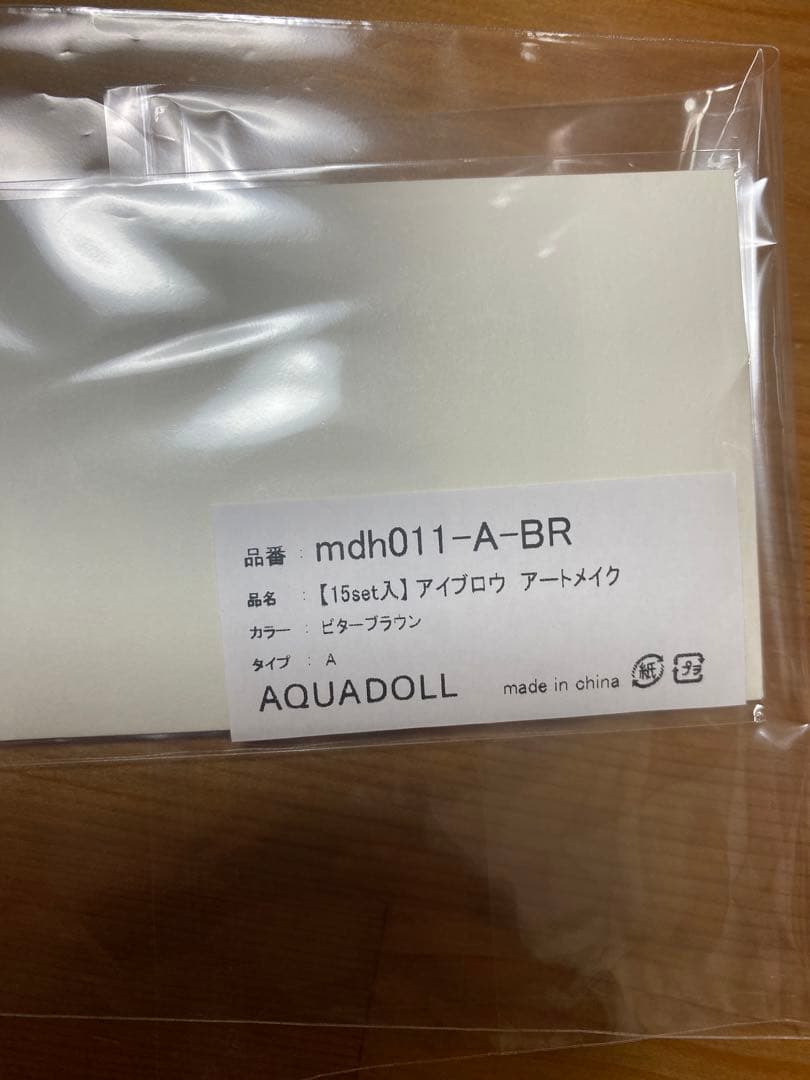 品番 : mdh011-A-BR
品名 : 【15set入】アイブロウ アートメイク
カラー : ビターブラウン
タイプ : A
AQUADOLL made in china 紙 プラ